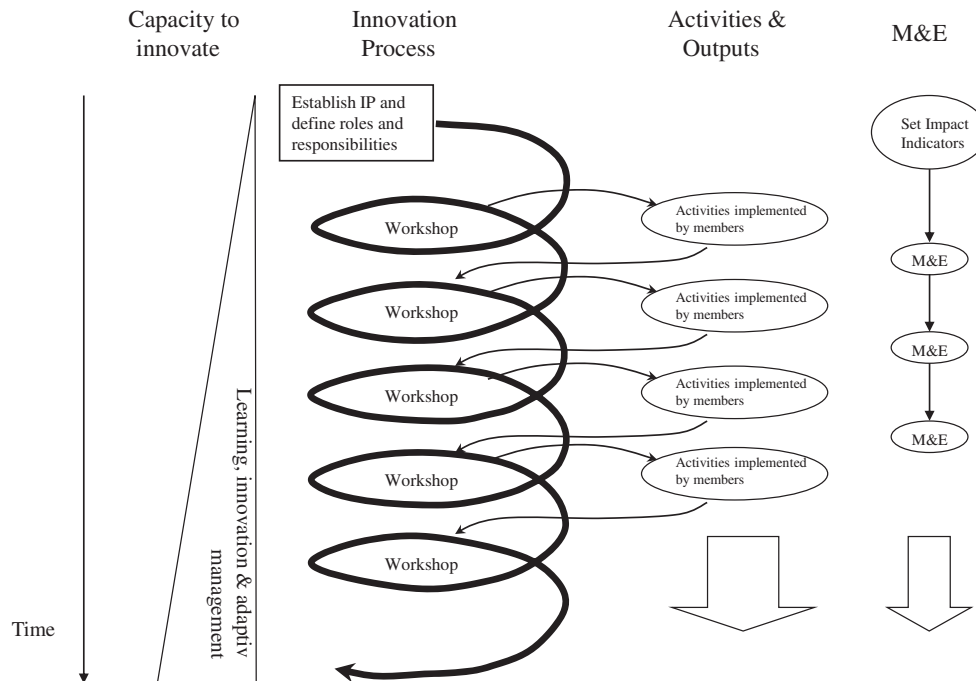 Capacity to
innovate
Innovation
Process
Activities &
Outputs
M&E
Establish IP and
define roles and
responsibilities
Set Impact
Indicators
Workshop
Activities implemented
by members
M&E
Workshop
Activities implemented
by members
M&E
Workshop
Activities implemented
by members
M&E
Workshop
Activities implemented
by members
Workshop
Learning, innovation & adaptiv
management
Time